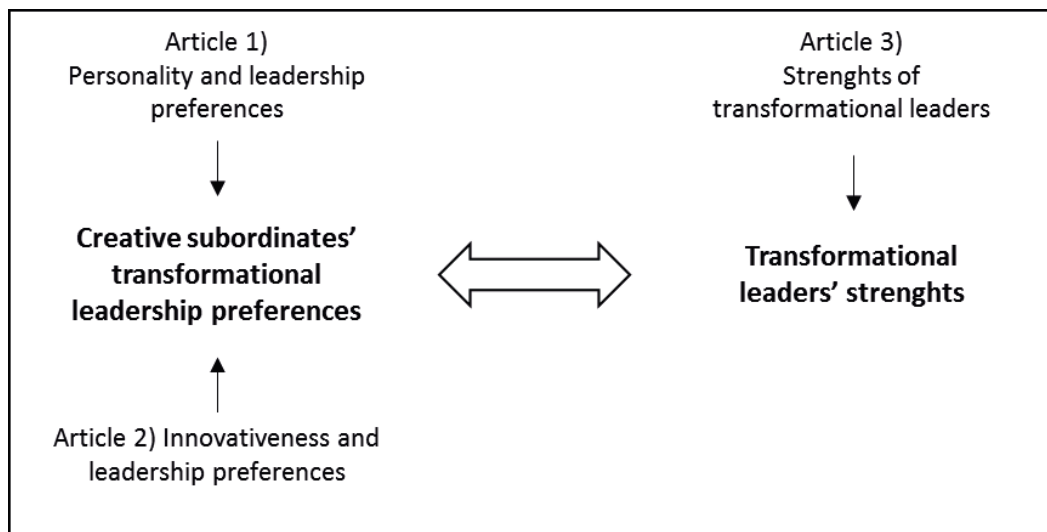 Article 1)
Personality and leadership
preferences
Creative subordinates’
transformational
leadership preferences
Article 2) Innovativeness and
leadership preferences
Article 3)
Strenghts of
transformational leaders
Transformational
leaders’ strenghts